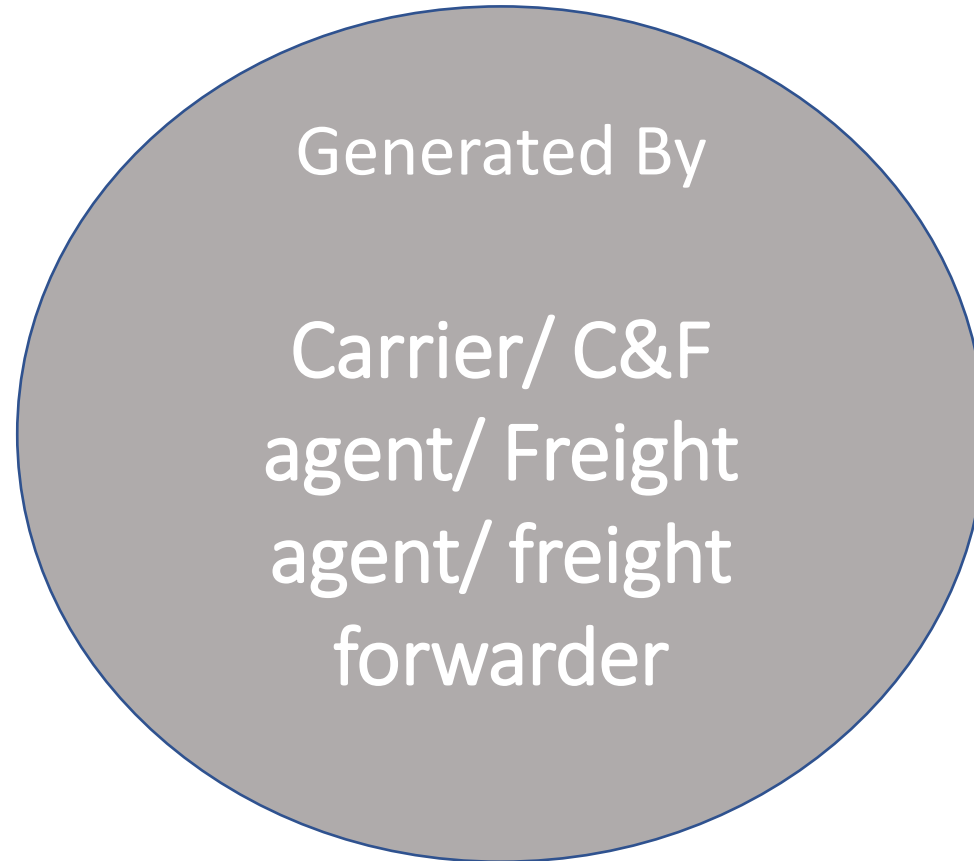 Generated By
Carrier/ C&F
agent/ Freight
agent/ freight
forwarder